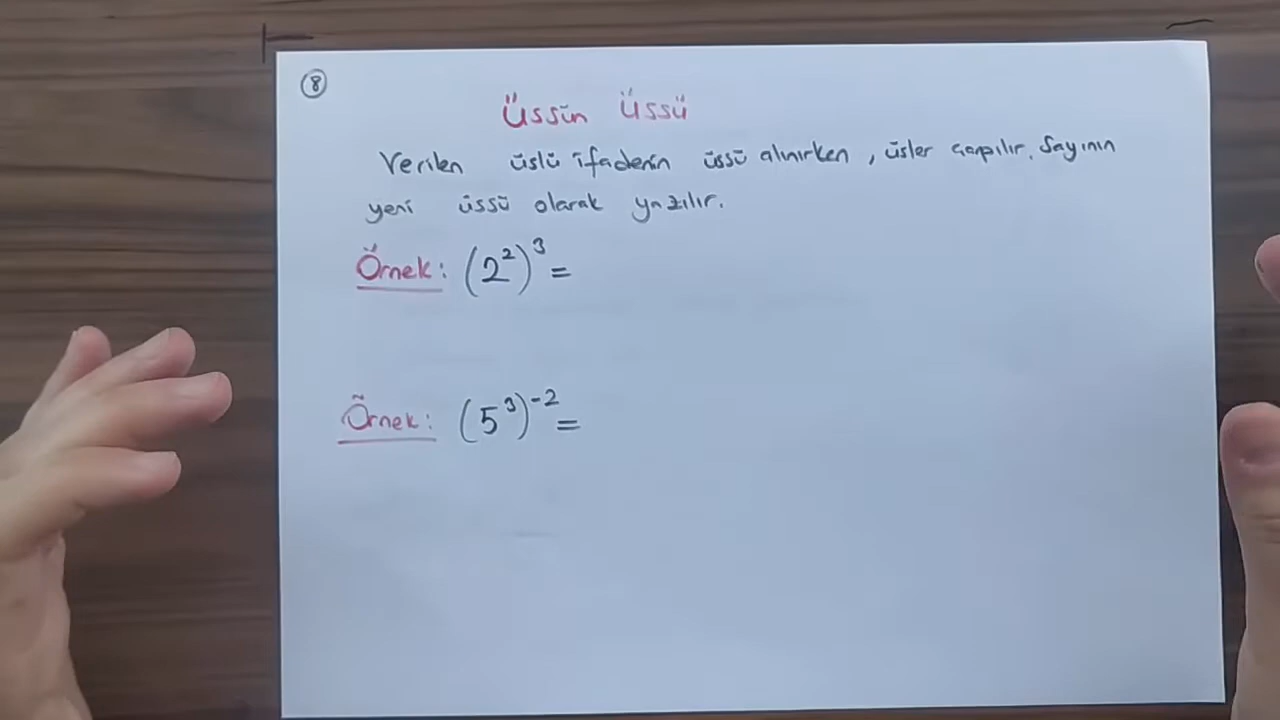 8
Üssün Üssü
Verilen üslü ifadenin üssü alınırken, üsler çarpılır. Sayının
yeni üssü olarak yazılır.
Örnek: (2²)³ =
Örnek: (5³)⁻² =